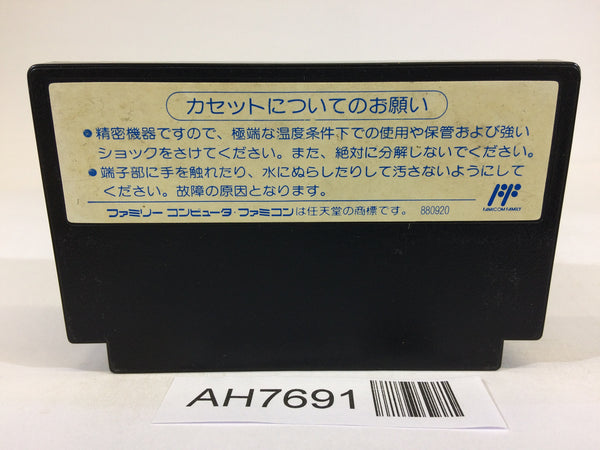 カセットについてのお願い
●精密機器ですので、極端な温度条件下での使用や保管および強い
ショックをさけてください。また、絶対に分解しないでください。
●端子部に手を触れたり、水にぬらしたりして汚さないようにして
ください。故障の原因となります。
ファミリーコンピュータ・ファミコンは任天堂の商標です。 880920
FAMICOM FAMILY
AH7691